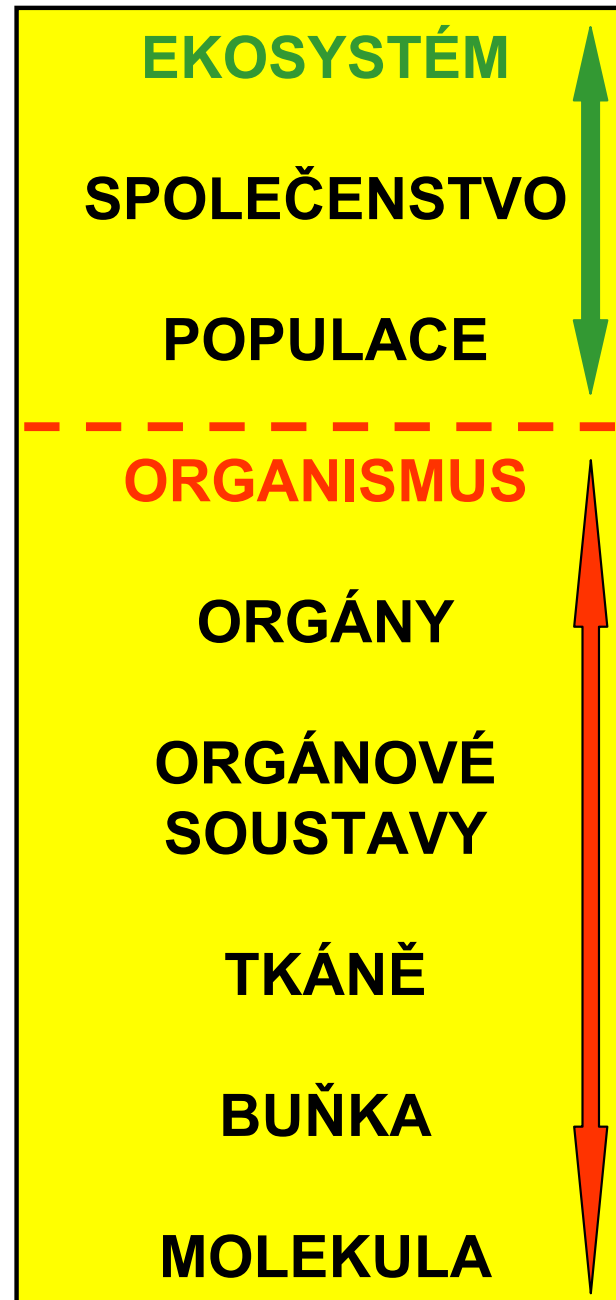 EKOSYSTÉM
SPOLEČENSTVO
POPULACE
ORGANISMUS
ORGÁNY
ORGÁNOVÉ
SOUSTAVY
TKÁNĚ
BUŇKA
MOLEKULA